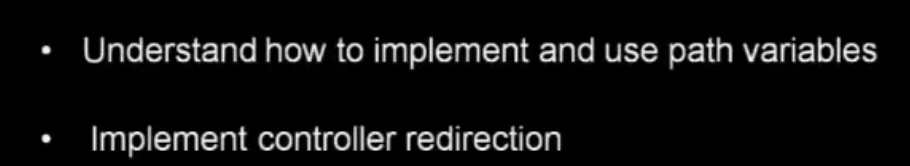 • Understand how to implement and use path variables
• Implement controller redirection